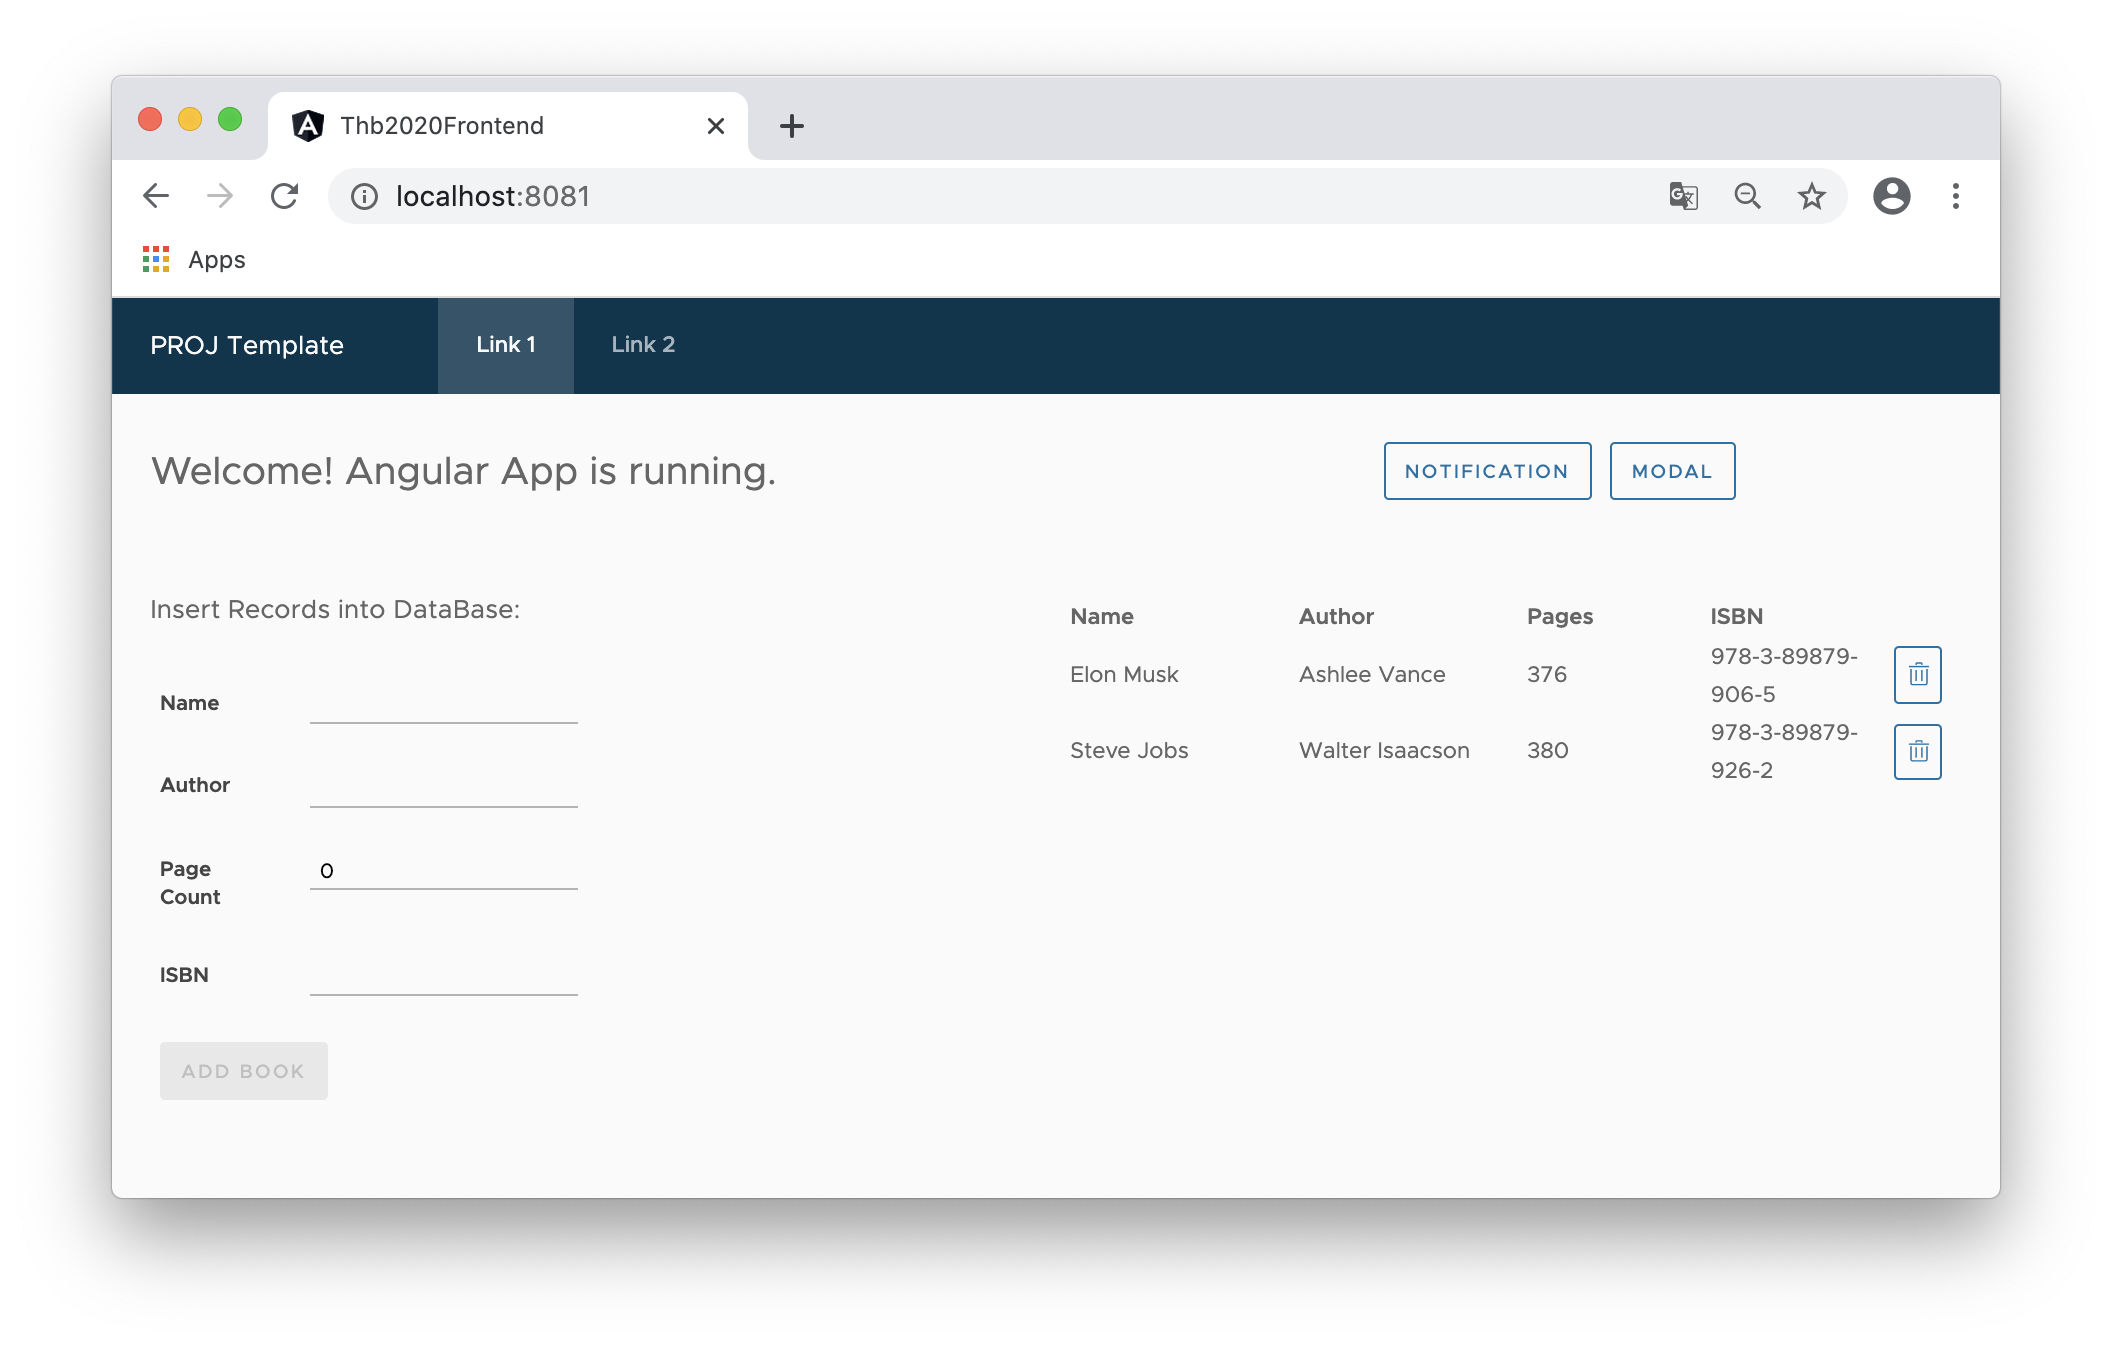 Thb2020Frontend
localhost:8081
Apps
PROJ Template Link 1 Link 2
Welcome! Angular App is running. NOTIFICATION MODAL
Insert Records into DataBase:
Name
Author
Page
Count
0
ISBN
ADD BOOK
Name Author Pages ISBN
Elon Musk Ashlee Vance 376 978-3-89879-
906-5
Steve Jobs Walter Isaacson 380 978-3-89879-
926-2